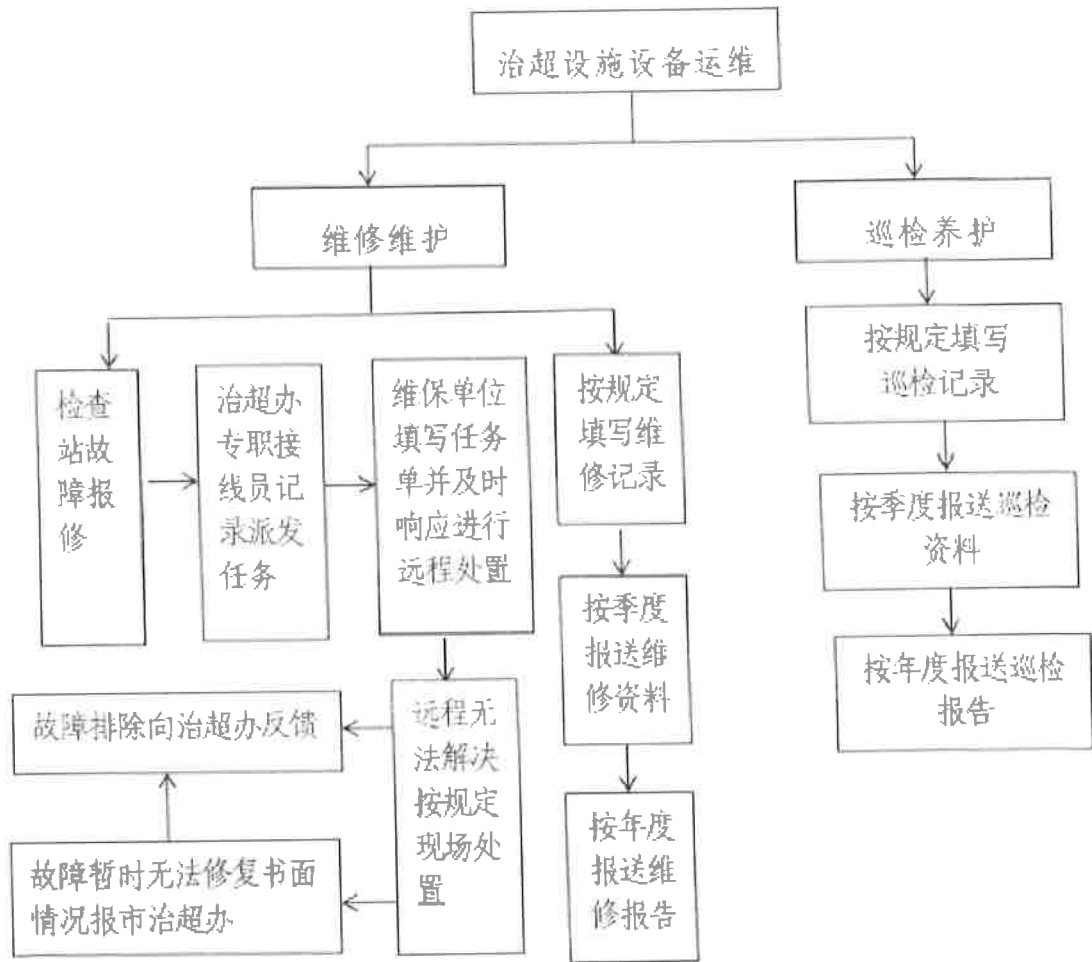 治超设施设备运维
维修维护
巡检养护
检查
站故
障报
修
治超办
专职接
线员记
录派发
任务
维保单位
填写任务
单并及时
响应进行
远程处置
按规定
填写维
修记录
按规定填写
巡检记录
按季度报送巡检
资料
按年度报送巡检
报告
按季度
报送维
修资料
按年度
报送维
修报告
远程无
法解决
按规定
现场处
置
故障排除向治超办反馈
故障暂时无法修复书面
情况报市治超办